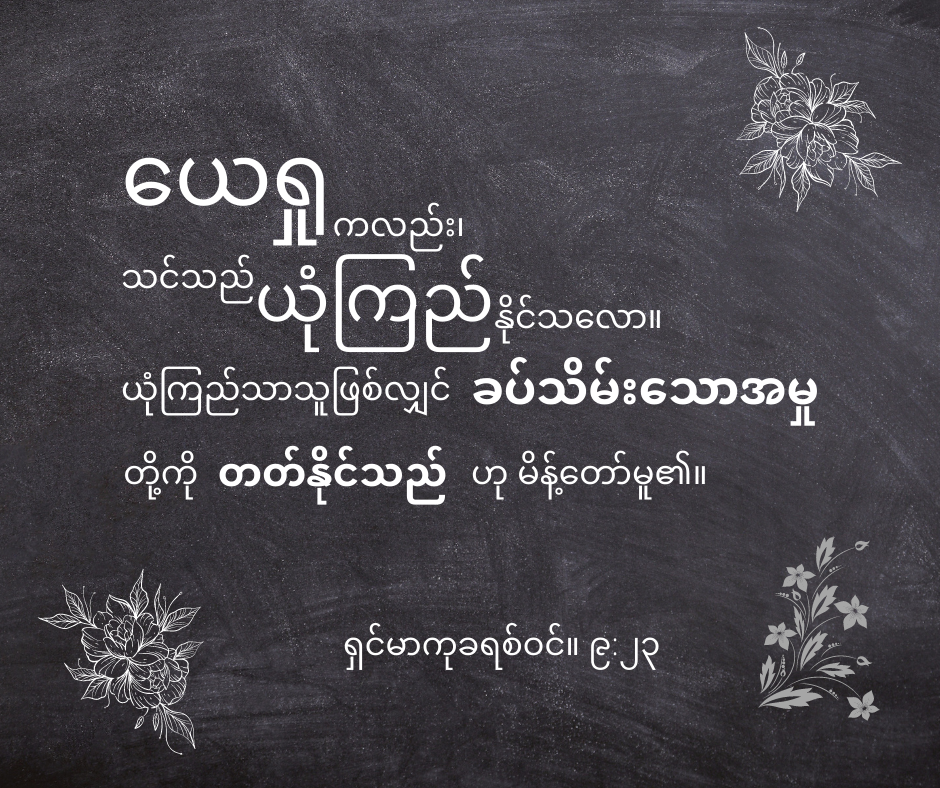 ယေရှုကလည်း၊
သင်သည်ယုံကြည်နိုင်သလော။
ယုံကြည်သာသူဖြစ်လျှင် ခပ်သိမ်းသောအမှု
တို့ကို တတ်နိုင်သည် ဟု မိန့်တော်မူ၏။
ရှင်မာကုခရစ်ဝင်။ ၉:၂၃